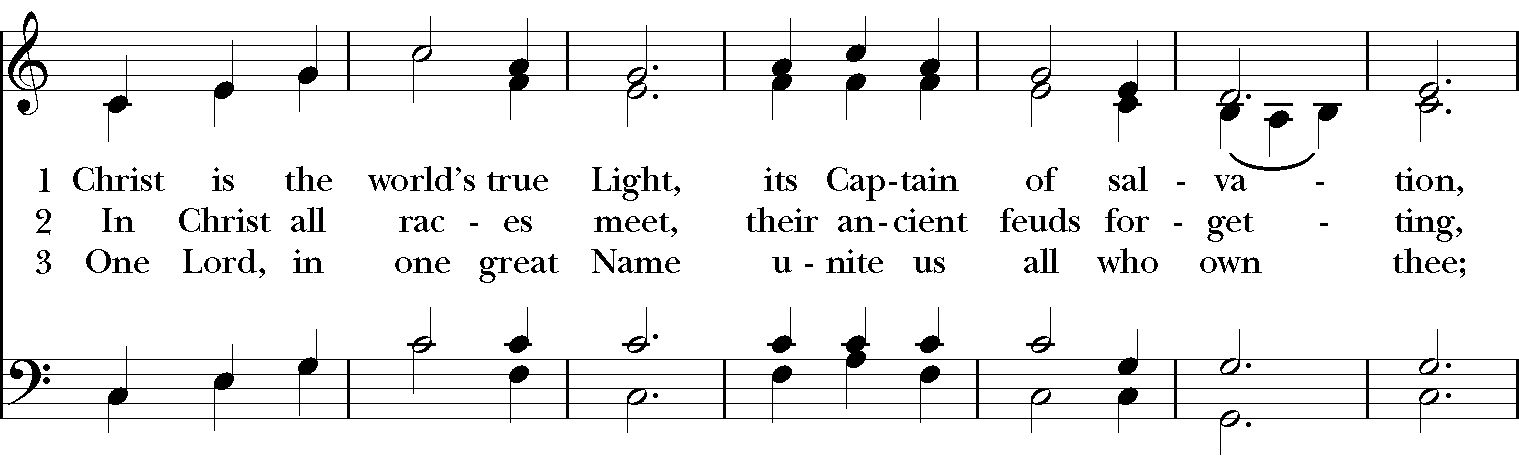 1 Christ is the world's true Light, its Cap-tain of sal - va - tion,
2 In Christ all rac - es meet, their an-cient feuds for - get - ting,
3 One Lord, in one great Name u - nite us all who own thee;